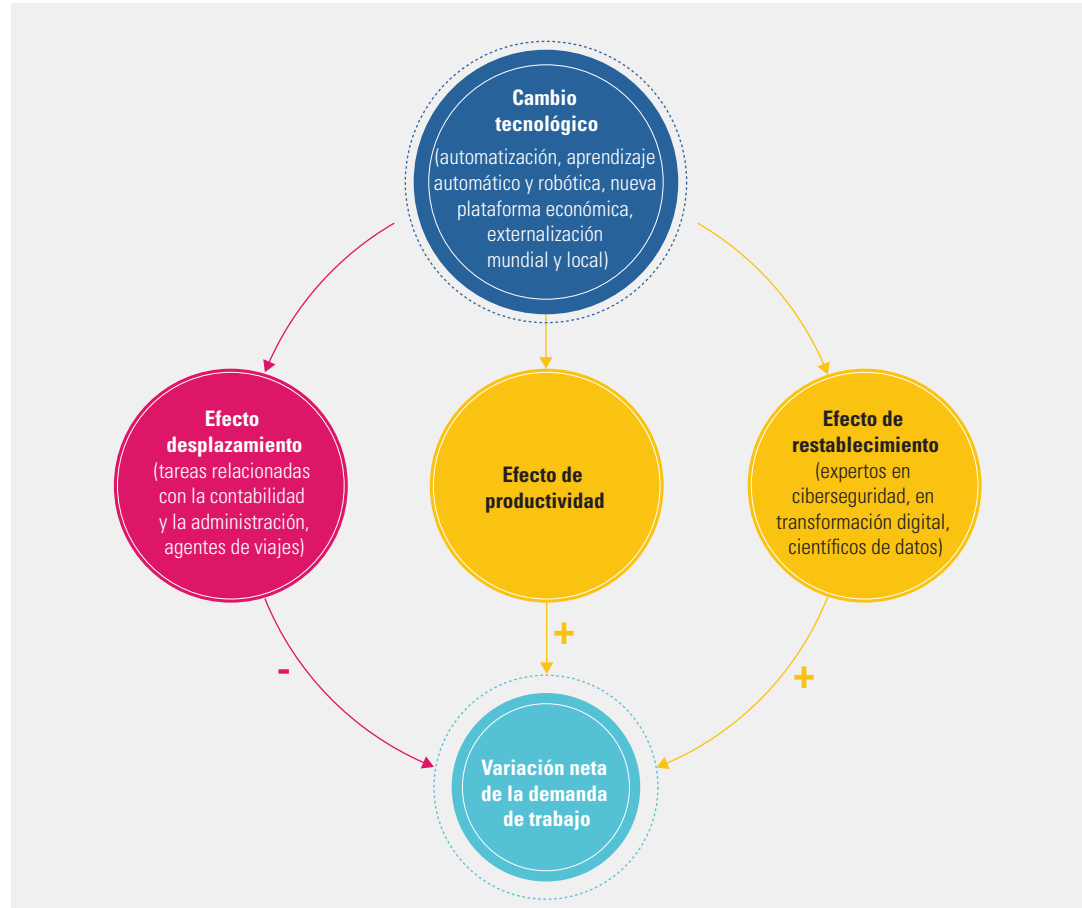 Cambio
tecnológico
(automatización, aprendizaje
automático y robótica, nueva
plataforma económica,
externalización
mundial y local)
Efecto
desplazamiento
(tareas relacionadas
con la contabilidad
y la administración,
agentes de viajes)
Efecto de
productividad
Efecto de
restablecimiento
(expertos en
ciberseguridad, en
transformación digital,
científicos de datos)
-
+
+
Variación neta
de la demanda
de trabajo